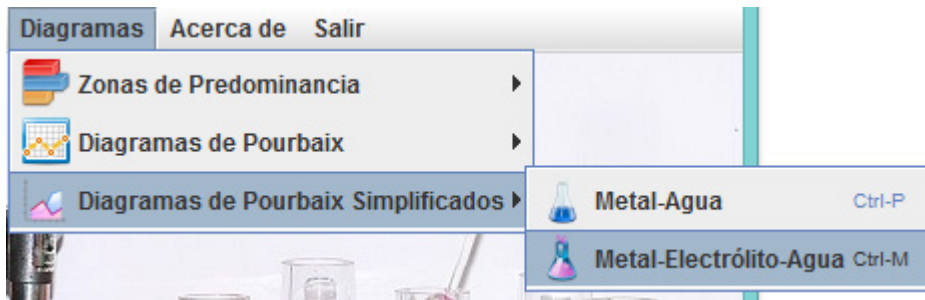 Diagramas Acerca de Salir
Zonas de Predominancia
Diagramas de Pourbaix
Diagramas de Pourbaix Simplificados
Metal-Agua Ctrl-P
Metal-Electrólito-Agua Ctrl-M